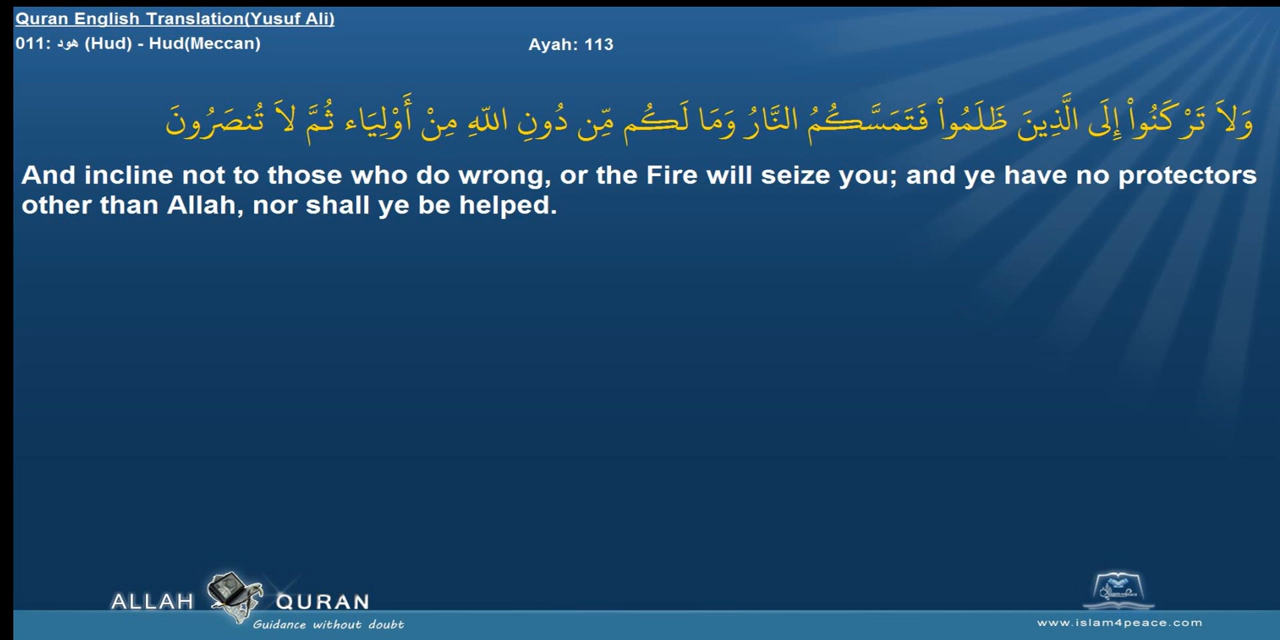 Quran English Translation(Yusuf Ali)
011: هود (Hud) - Hud(Meccan) Ayah: 113
وَلاَ تَرْكَنُواْ إِلَى الَّذِينَ ظَلَمُواْ فَتَمَسَّكُمُ النَّارُ وَمَا لَكُم مِّن دُونِ اللّهِ مِنْ أَوْلِيَاء ثُمَّ لاَ تُنصَرُونَ
And incline not to those who do wrong, or the Fire will seize you; and ye have no protectors
other than Allah, nor shall ye be helped.
ALLAH QURAN
Guidance without doubt
www.islam4peace.com